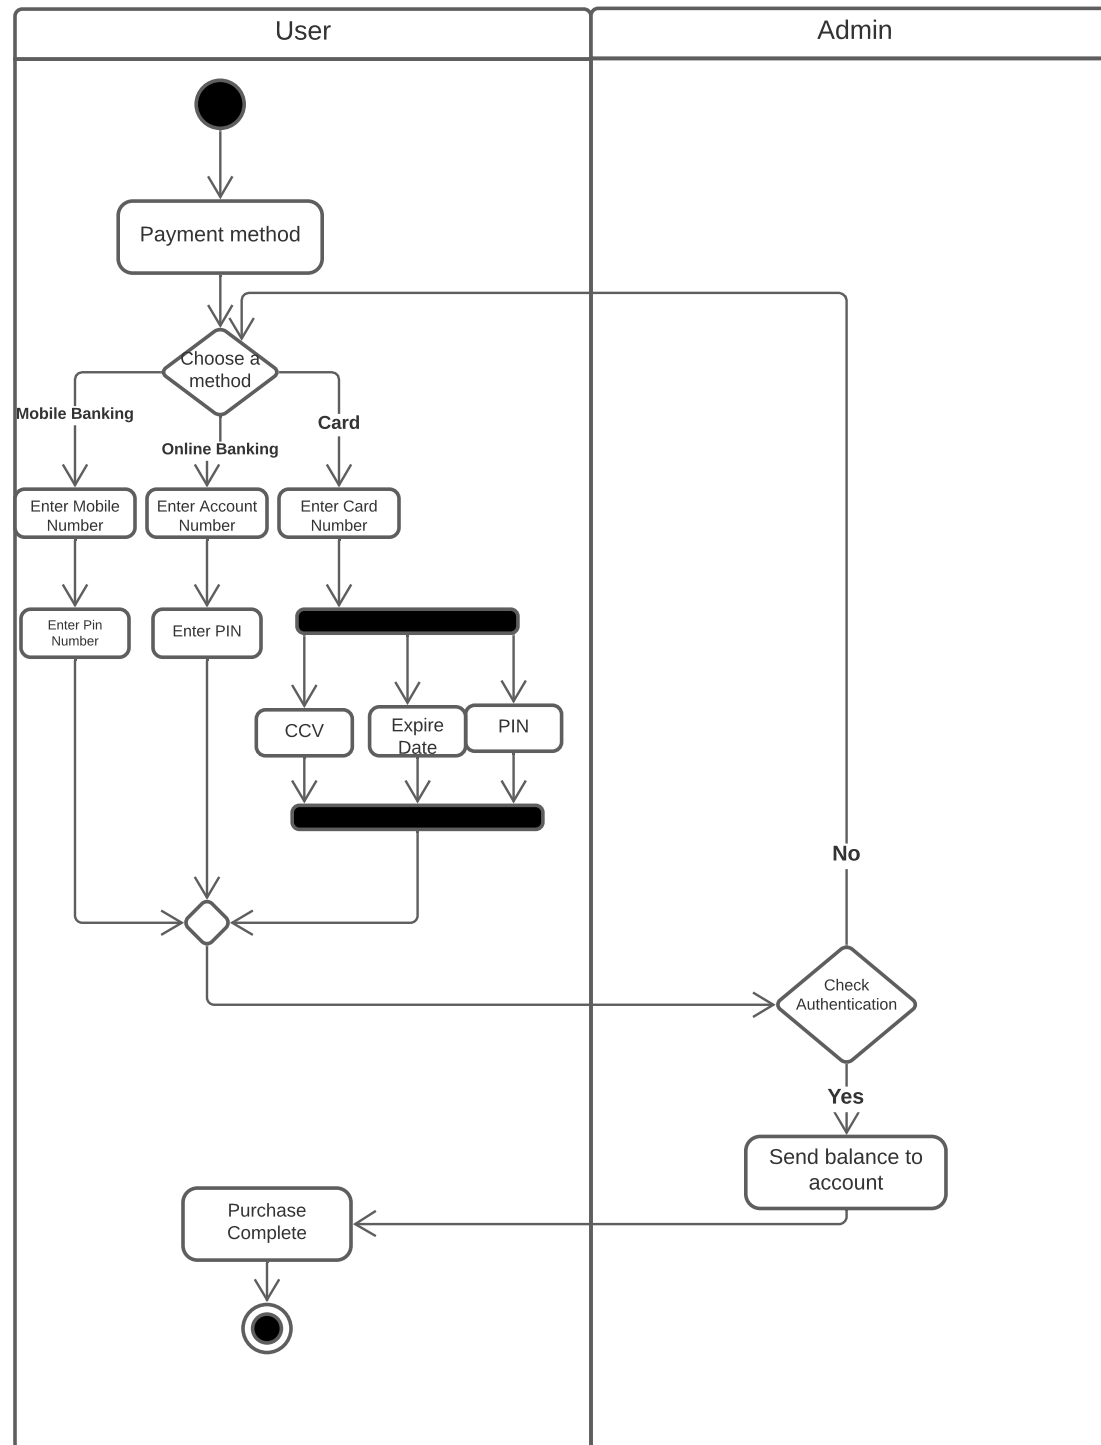 User
Admin
Payment method
Choose a
method
Mobile Banking
Card
Online Banking
Enter Mobile
Number
Enter Account
Number
Enter Card
Number
Enter Pin
Number
Enter PIN
CCV
Expire
Date
PIN
No
Check
Authentication
Yes
Send balance to
account
Purchase
Complete